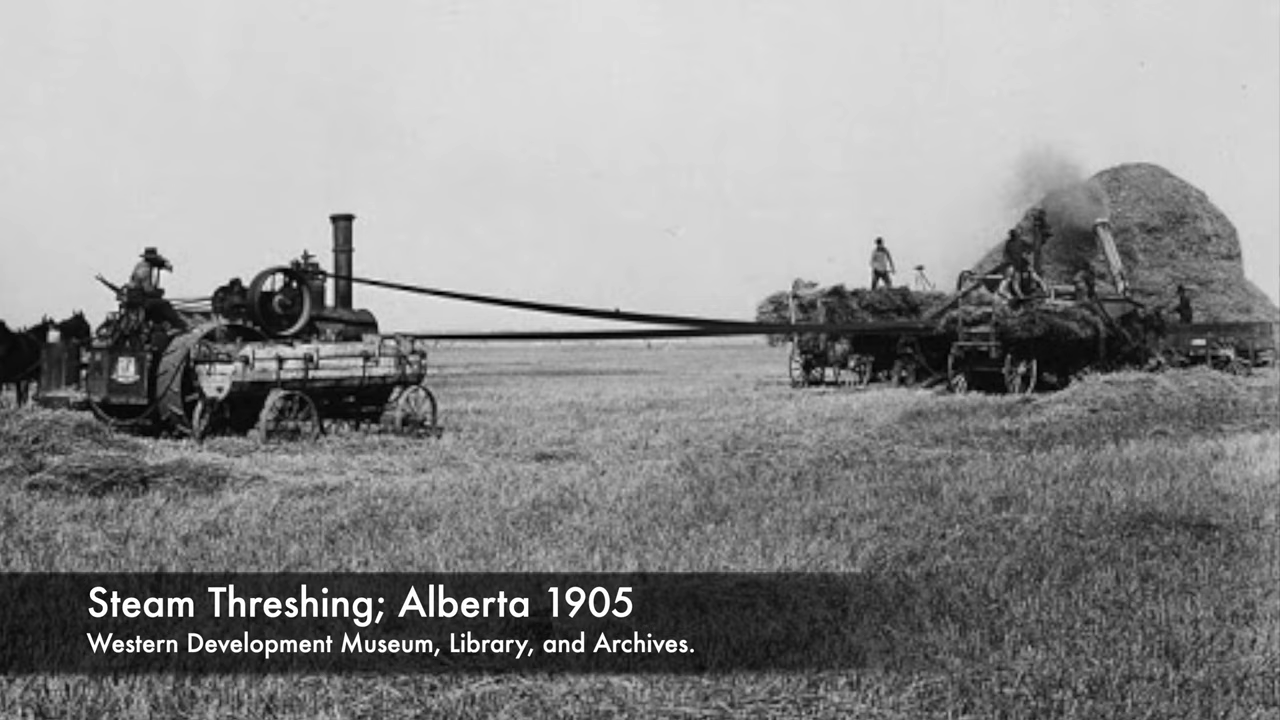 Steam Threshing; Alberta 1905
Western Development Museum, Library, and Archives.